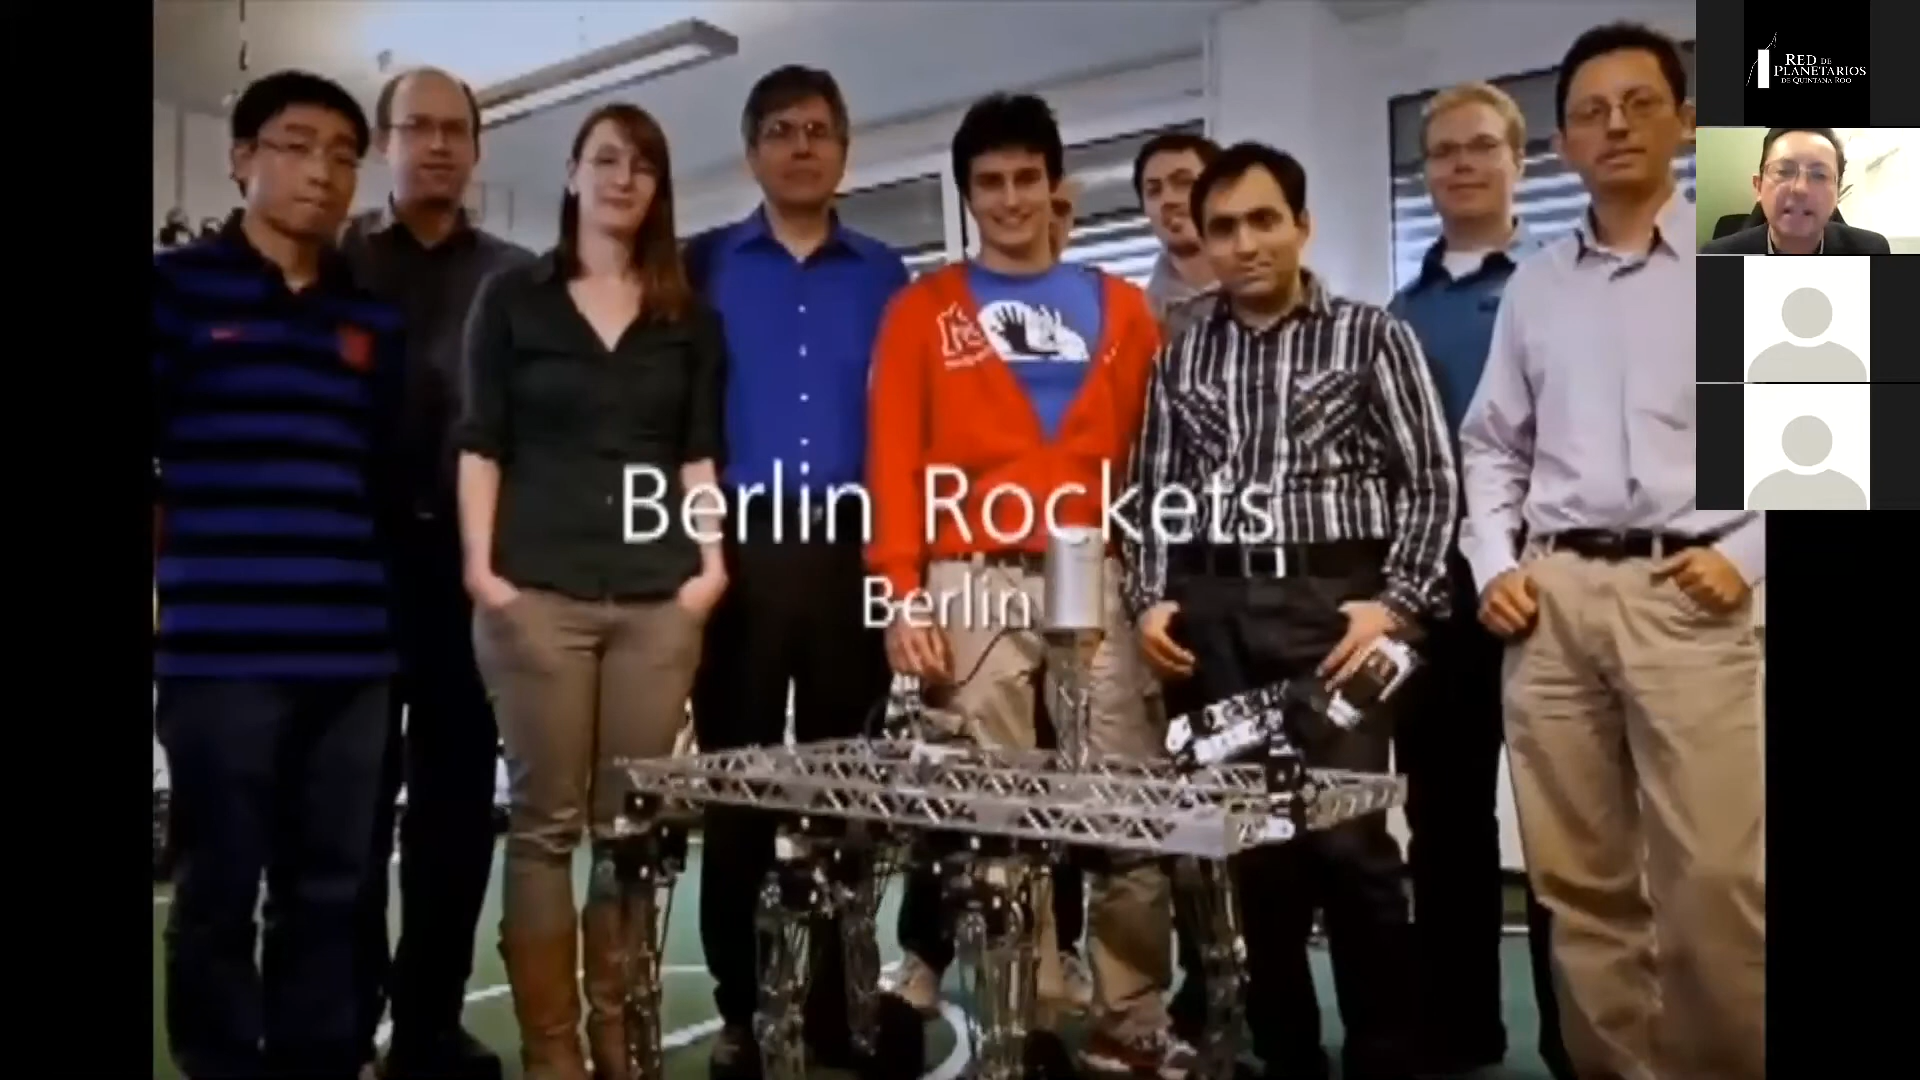 Berlin Rockets
Berlin
RED DE
PLANETARIOS
DE QUINTANA ROO